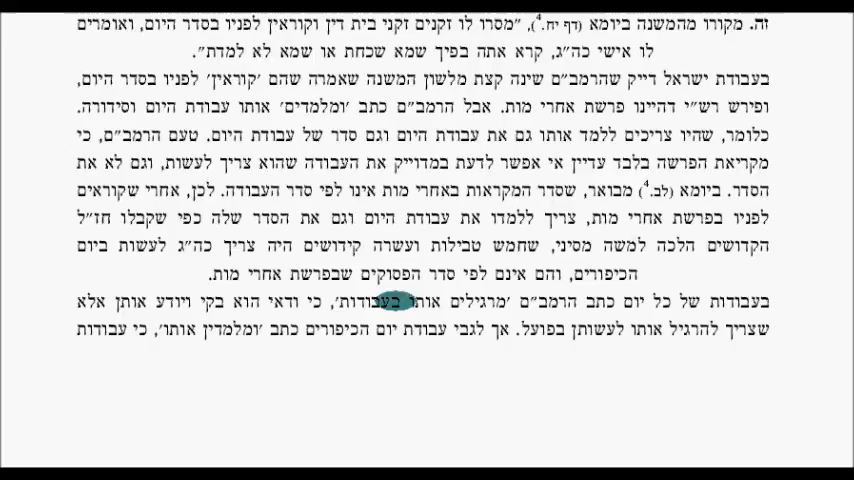 זה. מקורו מהמשנה ביומא (דף יח.4), "מסרו לו זקנים זקני בית דין וקוראין לפניו בסדר היום, ואומרים
לו אישי כה"ג, קרא אתה בפיך שמא שכחת או שמא לא למדת".
בעבודת ישראל דייק שהרמב"ם שינה קצת מלשון המשנה שאמרה שהם 'קוראין' לפניו בסדר היום,
ופירש רש"י דהיינו פרשת אחרי מות. אבל הרמב"ם כתב 'ומלמדים' אותו עבודת היום וסידורה.
כלומר, שהיו צריכים ללמד אותו גם את עבודת היום וגם סדר של עבודת היום. טעם הרמב"ם, כי
מקריאת הפרשה בלבד עדיין אי אפשר לדעת במדוייק את העבודה שהוא צריך לעשות, וגם לא את
הסדר. ביומא (לב.4) מבואר, שסדר המקראות באחרי מות אינו לפי סדר העבודה. לכן, אחרי שקוראים
לפניו בפרשת אחרי מות, צריך ללמדו את עבודת היום וגם את הסדר שלה כפי שקבלו חז"ל
הקדושים הלכה למשה מסיני, שחמש טבילות ועשרה קידושים היה צריך כה"ג לעשות ביום
הכיפורים, והם אינם לפי סדר הפסוקים שבפרשת אחרי מות.
בעבודות של כל יום כתב הרמב"ם 'מרגילים אותו בעבודות', כי ודאי הוא בקי ויודע אותן אלא
שצריך להרגיל אותו לעשותן בפועל. אך לגבי עבודת יום הכיפורים כתב 'ומלמדין אותו', כי עבודות